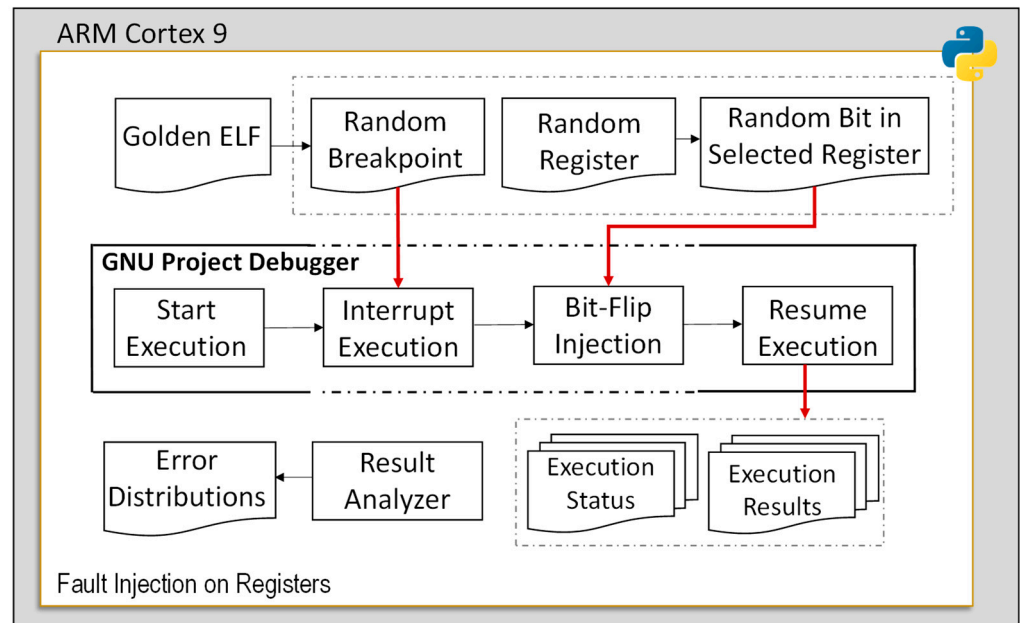 ARM Cortex 9
Golden ELF
Random
Breakpoint
Random
Register
Random Bit in
Selected Register
GNU Project Debugger
Start
Execution
Interrupt
Execution
Bit-Flip
Injection
Resume
Execution
Error
Distributions
Result
Analyzer
Execution
Status
Execution
Results
Fault Injection on Registers